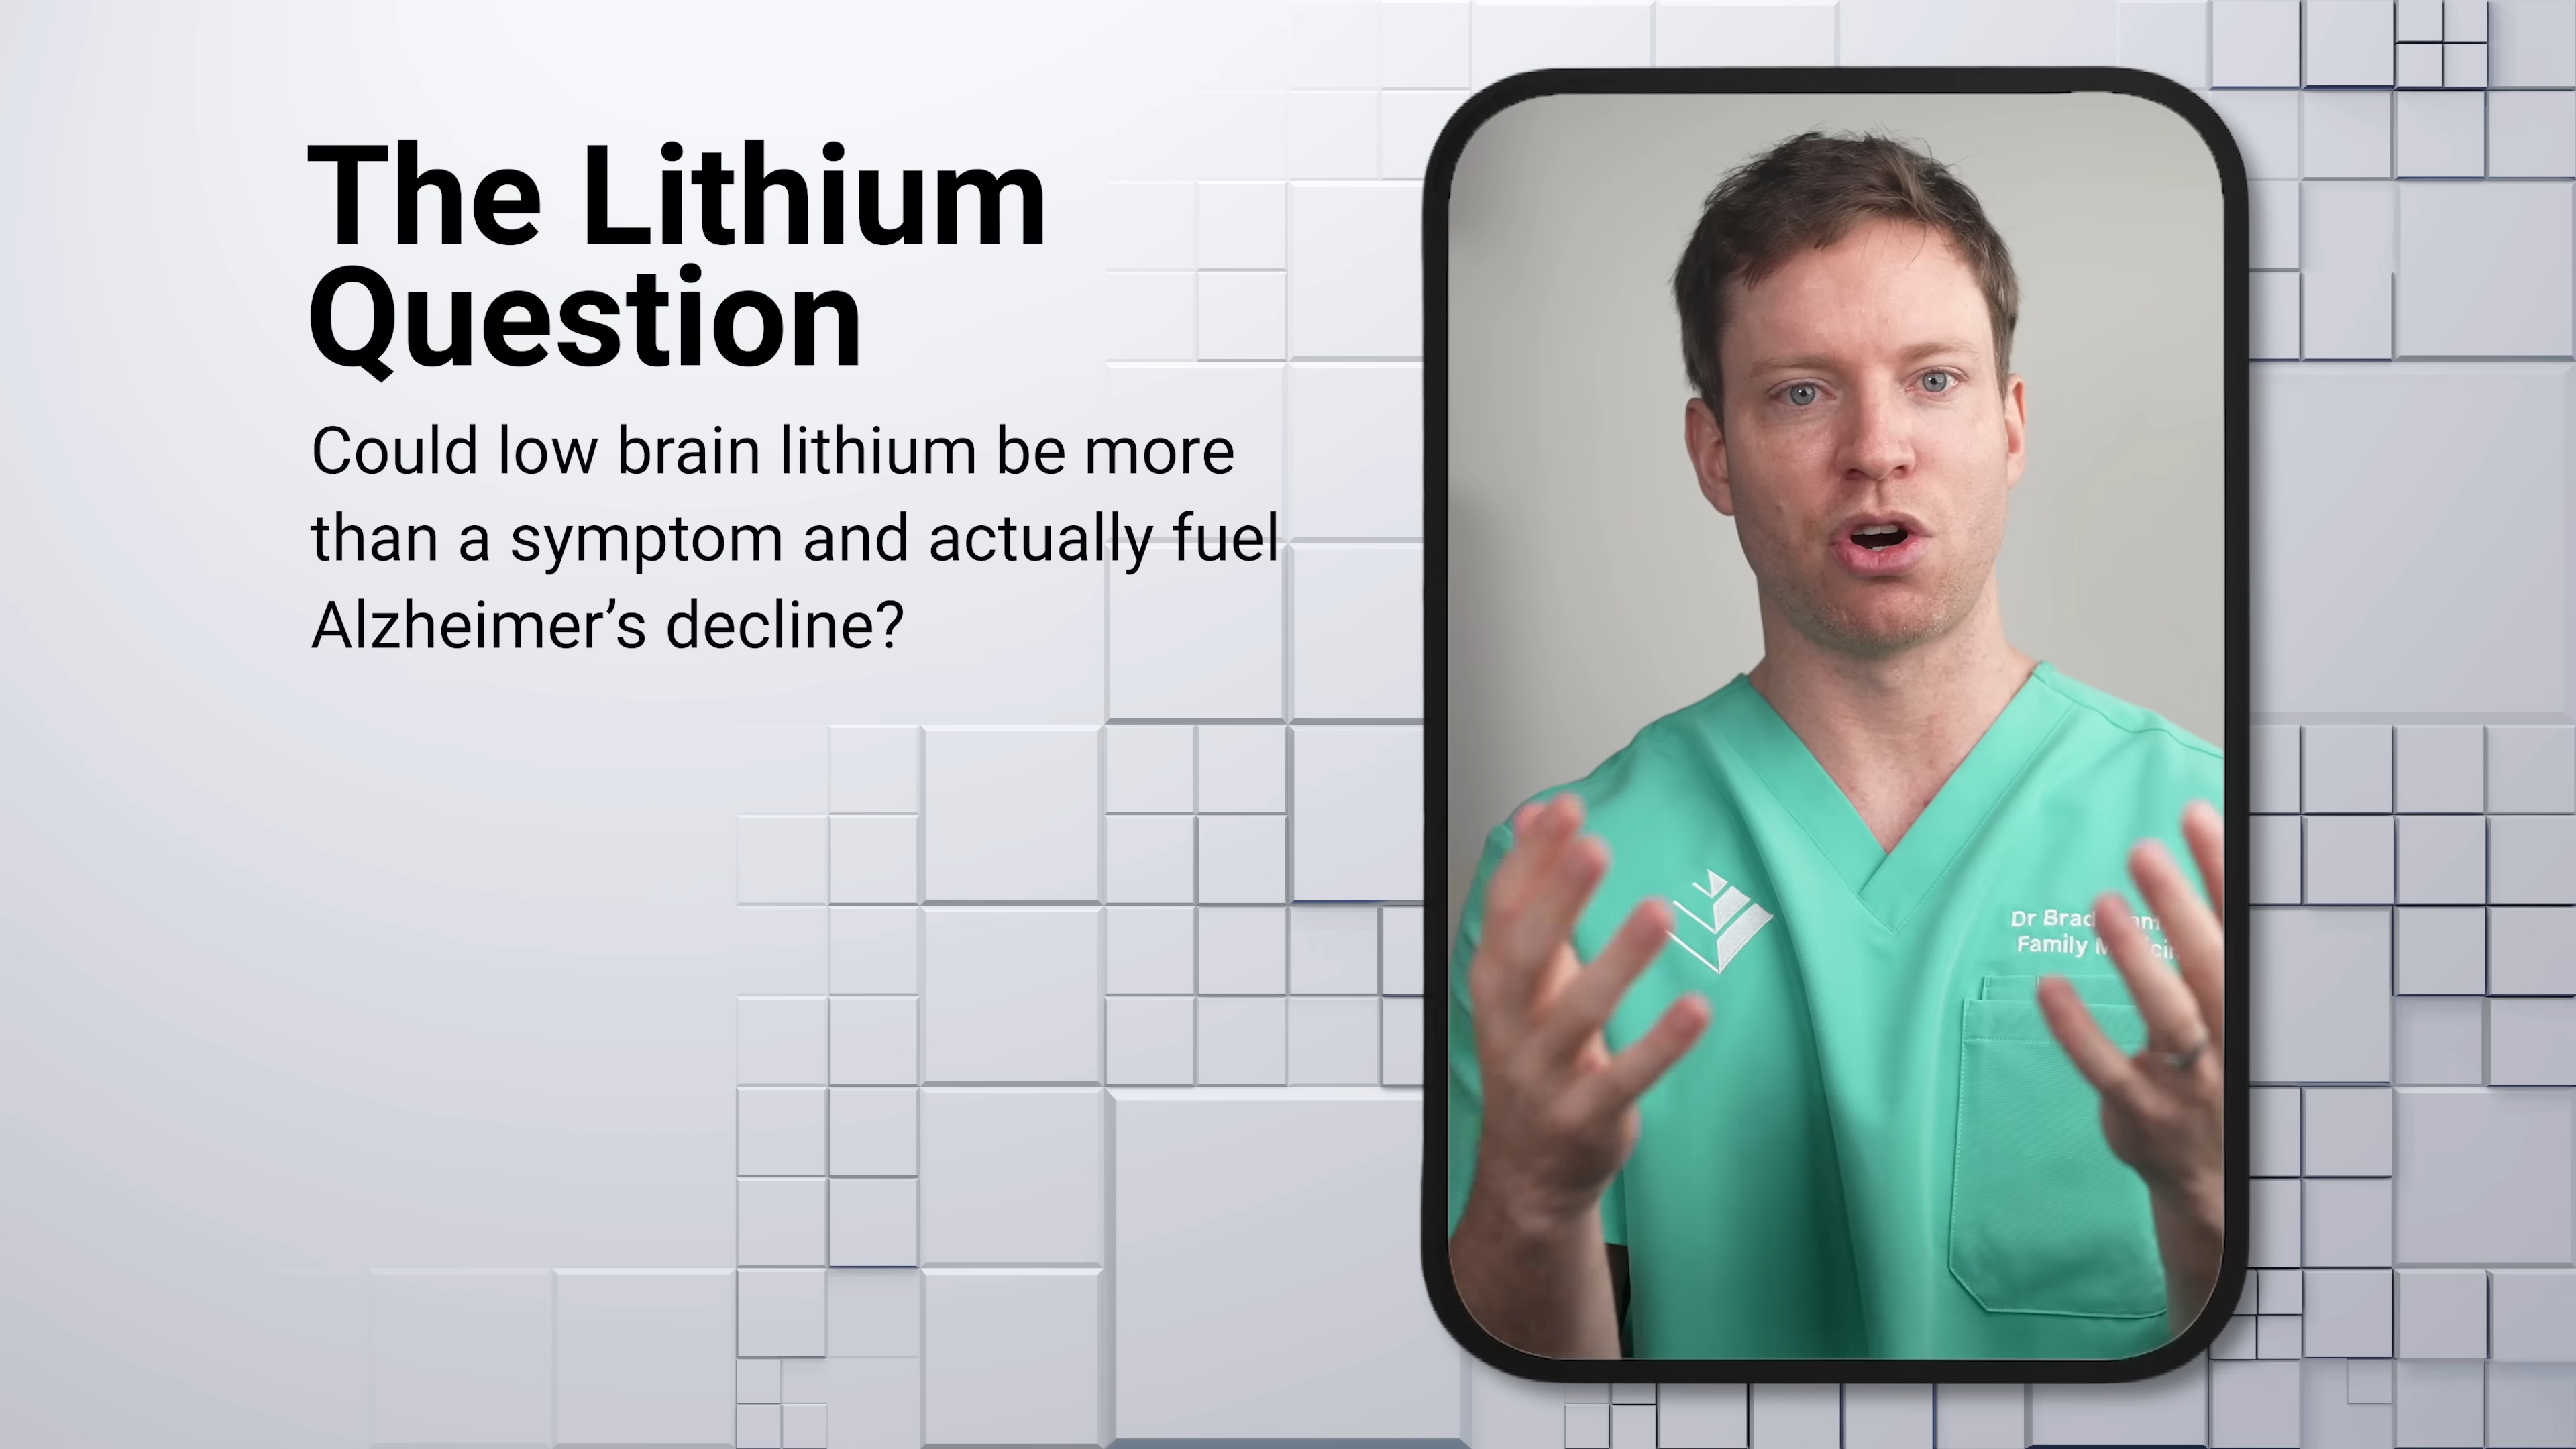 The Lithium
Question
Could low brain lithium be more
than a symptom and actually fuel
Alzheimer’s decline?
Dr Brad
Family